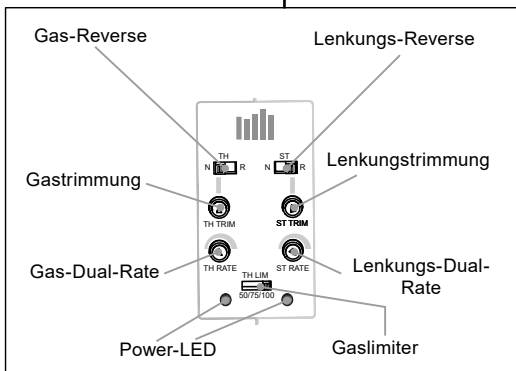 Gas-Reverse
Lenkungs-Reverse
TH
ST
N
R
N
R
Gastrimmung
Lenkungstrimmung
TH TRIM
ST TRIM
Gas-Dual-Rate
TH RATE
ST RATE
Lenkungs-Dual-
Rate
TH LIM
50/75/100
Power-LED
Gaslimiter